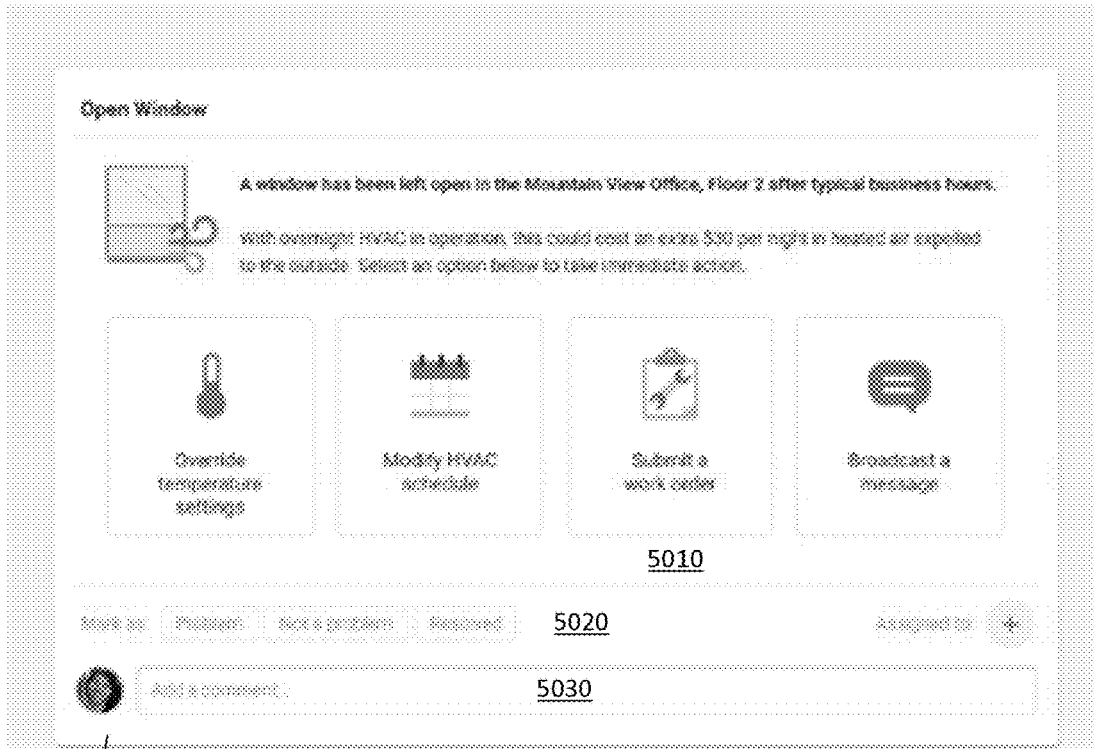 Open Window
A window has been left open in the Mountain View Office, Floor 2 after typical business hours.
With overnight HVAC in operation, this could cost an extra $30 per night in heated air expelled
to the outside. Select an option below to take immediate action.
Override
temperature
settings
Modify HVAC
schedule
Submit a
work order
Broadcast a
message
5010
Mark as: Problem Not a problem Resolved 5020 Assigned to: +
Add a comment... 5030